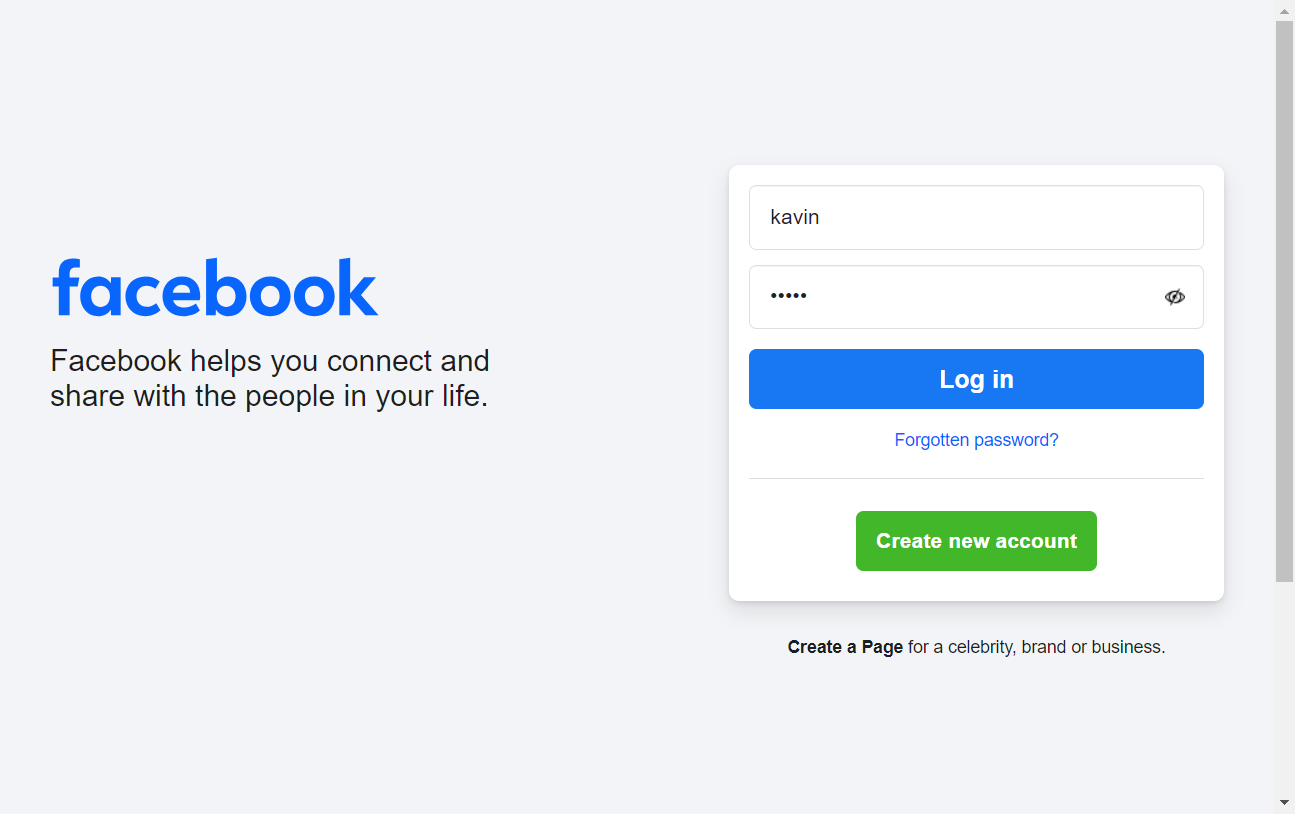 facebook
Facebook helps you connect and
share with the people in your life.
kavin
•••••
Log in
Forgotten password?
Create new account
Create a Page for a celebrity, brand or business.